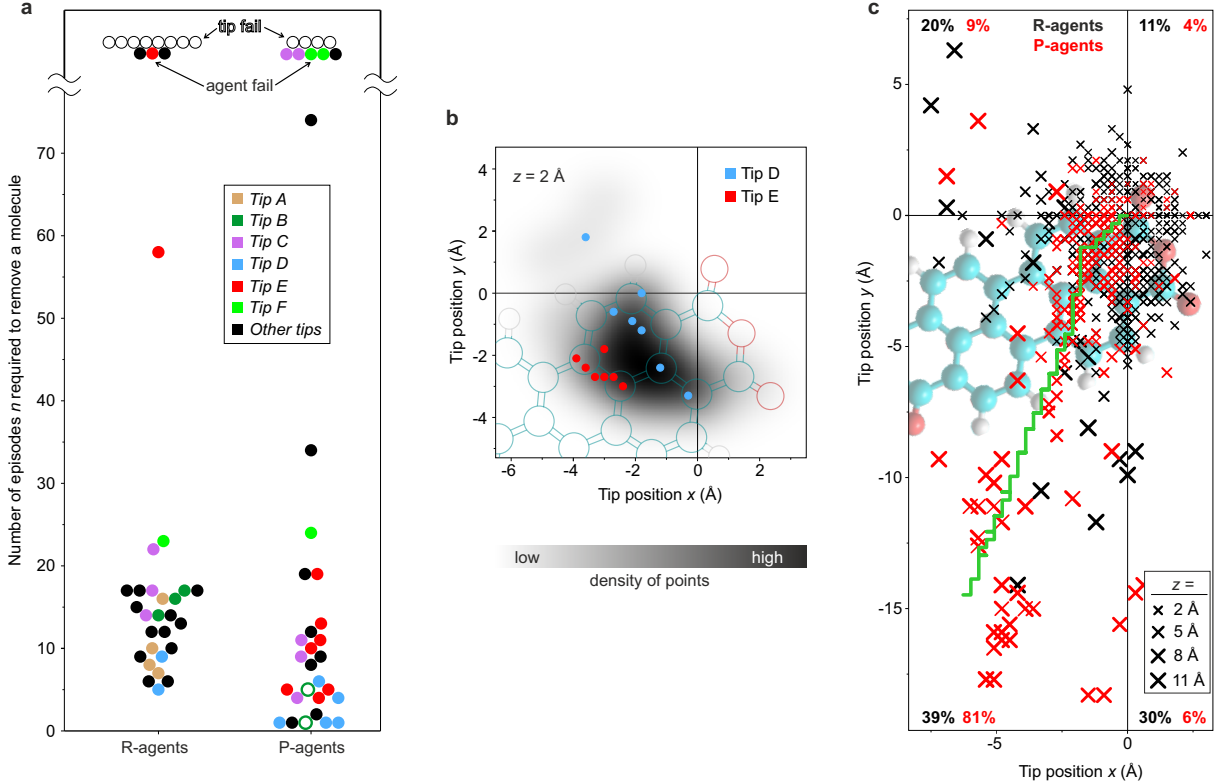 a
tip fail
agent fail
Number of episodes n required to remove a molecule
70
60
50
40
30
20
10
0
Tip A
Tip B
Tip C
Tip D
Tip E
Tip F
Other tips
R-agents
P-agents
b
z = 2 Å
Tip D
Tip E
Tip position y (Å)
4
2
0
-2
-4
-6
-4
-2
0
2
Tip position x (Å)
low
high
density of points
c
20% 9%
R-agents
P-agents
11% 4%
Tip position y (Å)
5
0
-5
-10
-15
z =
2 Å
5 Å
8 Å
11 Å
39% 81%
30% 6%
-5
0
Tip position x (Å)